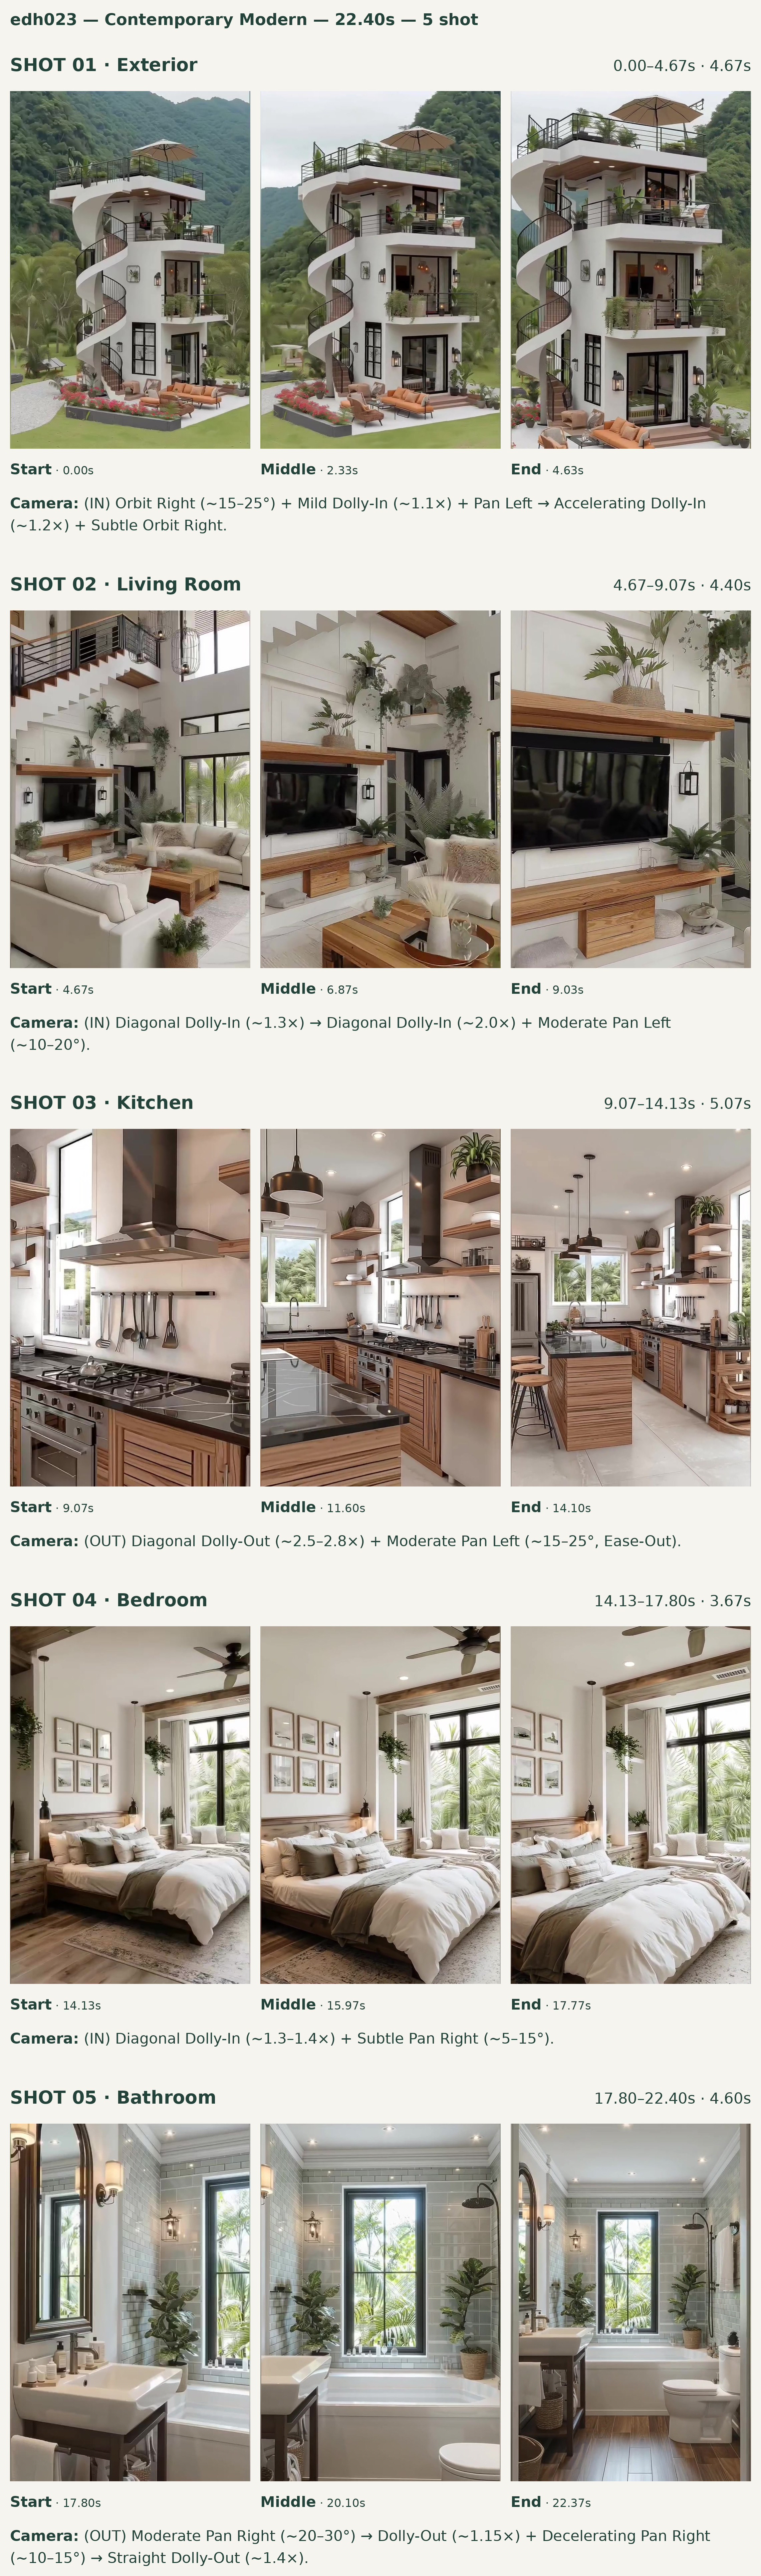 edh023 — Contemporary Modern — 22.40s — 5 shot
SHOT 01 · Exterior
0.00–4.67s · 4.67s
Start · 0.00s
Middle · 2.33s
End · 4.63s
Camera: (IN) Orbit Right (~15–25°) + Mild Dolly-In (~1.1×) + Pan Left → Accelerating Dolly-In
(~1.2×) + Subtle Orbit Right.
SHOT 02 · Living Room
4.67–9.07s · 4.40s
Start · 4.67s
Middle · 6.87s
End · 9.03s
Camera: (IN) Diagonal Dolly-In (~1.3×) → Diagonal Dolly-In (~2.0×) + Moderate Pan Left
(~10–20°).
SHOT 03 · Kitchen
9.07–14.13s · 5.07s
Start · 9.07s
Middle · 11.60s
End · 14.10s
Camera: (OUT) Diagonal Dolly-Out (~2.5–2.8×) + Moderate Pan Left (~15–25°, Ease-Out).
SHOT 04 · Bedroom
14.13–17.80s · 3.67s
Start · 14.13s
Middle · 15.97s
End · 17.77s
Camera: (IN) Diagonal Dolly-In (~1.3–1.4×) + Subtle Pan Right (~5–15°).
SHOT 05 · Bathroom
17.80–22.40s · 4.60s
Start · 17.80s
Middle · 20.10s
End · 22.37s
Camera: (OUT) Moderate Pan Right (~20–30°) → Dolly-Out (~1.15×) + Decelerating Pan Right
(~10–15°) → Straight Dolly-Out (~1.4×).